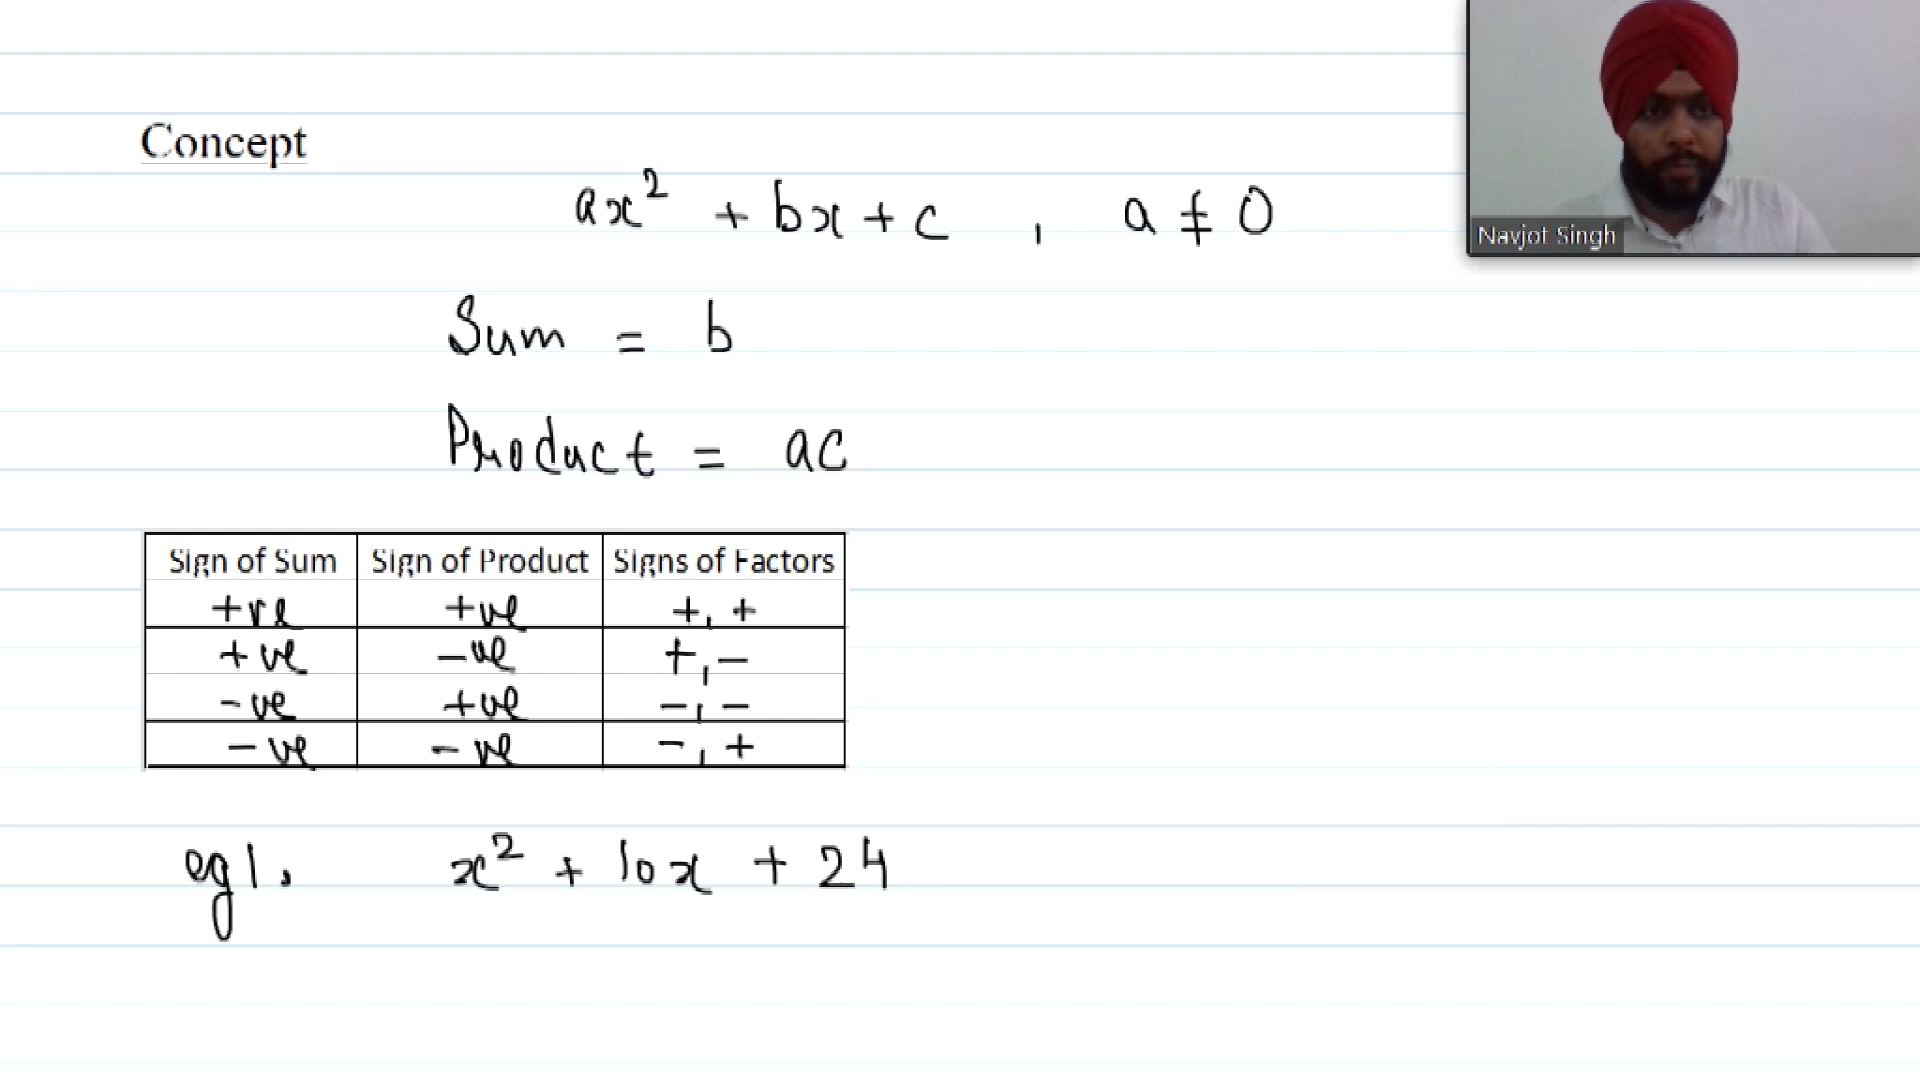 Concept
ax² + bx + c , a ≠ 0
Navjot Singh
Sum = b
Product = ac
Sign of Sum Sign of Product Signs of Factors
+ve +ve +, +
+ve -ve +, -
-ve +ve -, -
-ve -ve -, +
eg1. x² + 10x + 24